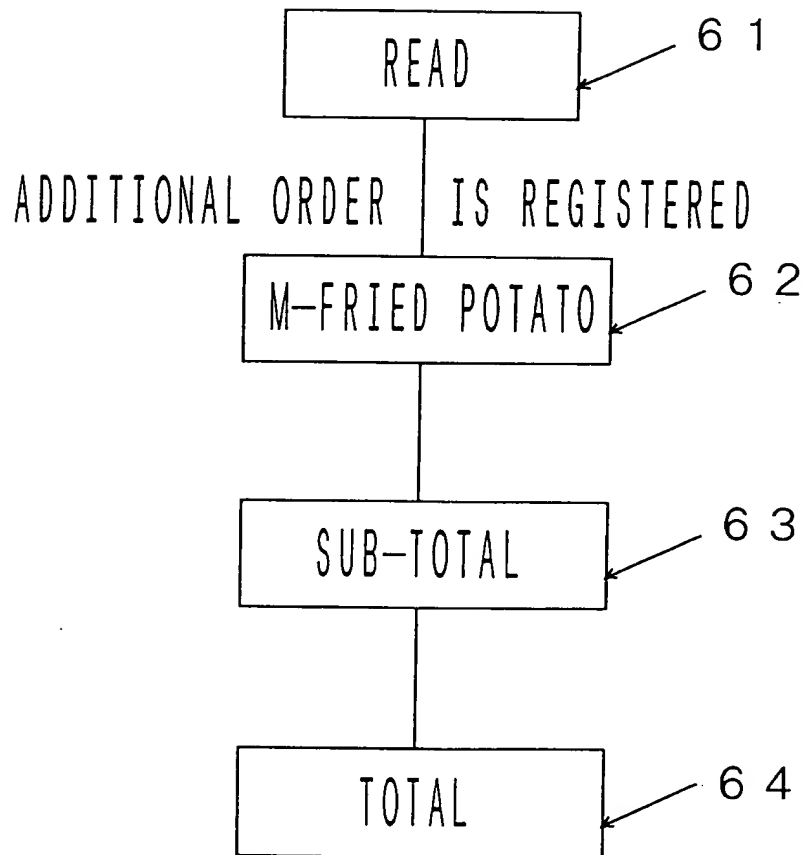 READ
61
ADDITIONAL ORDER IS REGISTERED
M-FRIED POTATO
62
SUB-TOTAL
63
TOTAL
64